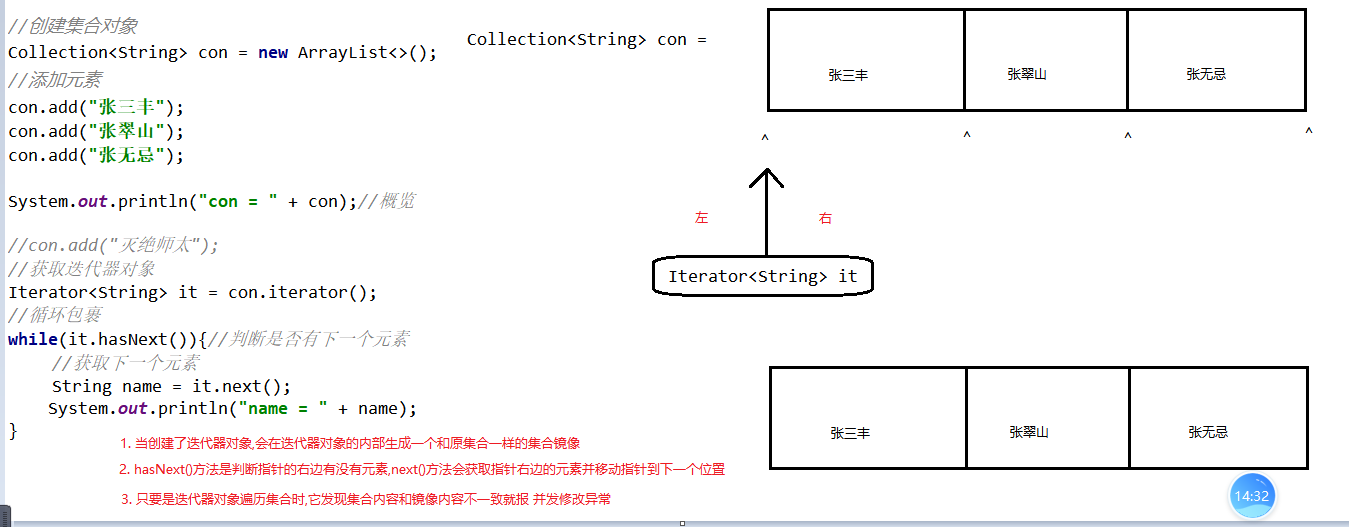 //创建集合对象
Collection<String> con = new ArrayList<>();
//添加元素
con.add("张三丰");
con.add("张翠山");
con.add("张无忌");
System.out.println("con = " + con);//概览
//con.add("灭绝师太");
//获取迭代器对象
Iterator<String> it = con.iterator();
//循环包裹
while(it.hasNext()){//判断是否有下一个元素
//获取下一个元素
String name = it.next();
System.out.println("name = " + name);
}
1. 当创建了迭代器对象,会在迭代器对象的内部生成一个和原集合一样的集合镜像
2. hasNext()方法是判断指针的右边有没有元素,next()方法会获取指针右边的元素并移动指针到下一个位置
3. 只要是迭代器对象遍历集合时,它发现集合内容和镜像内容不一致就报 并发修改异常
Collection<String> con =
张三丰 张翠山 张无忌
^ ^ ^ ^
左 右
Iterator<String> it
张三丰 张翠山 张无忌
14:32